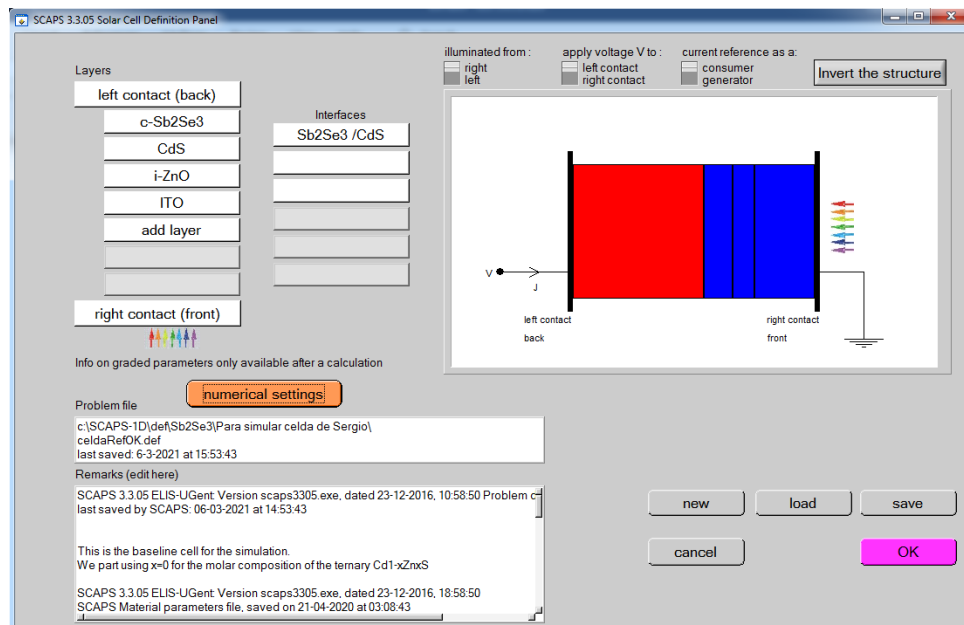 SCAPS 3.3.05 Solar Cell Definition Panel
illuminated from :
right
left
apply voltage V to :
left contact
right contact
current reference as a:
consumer
generator
Invert the structure
Layers
left contact (back)
c-Sb2Se3
CdS
i-ZnO
ITO
add layer
right contact (front)
Interfaces
Sb2Se3 /CdS
V
J
left contact
back
right contact
front
Info on graded parameters only available after a calculation
numerical settings
Problem file
c:\SCAPS-1D\def\Sb2Se3\Para simular celda de Sergio\
celdaRefOK.def
last saved: 6-3-2021 at 15:53:43
Remarks (edit here)
SCAPS 3.3.05 ELIS-UGent: Version scaps3305.exe, dated 23-12-2016, 10:58:50 Problem
last saved by SCAPS: 06-03-2021 at 14:53:43
This is the baseline cell for the simulation.
We part using x=0 for the molar composition of the ternary Cd1-xZnxS
SCAPS 3.3.05 ELIS-UGent: Version scaps3305.exe, dated 23-12-2016, 18:58:50
SCAPS Material parameters file, saved on 21-04-2020 at 03:08:43
new
load
save
cancel
OK